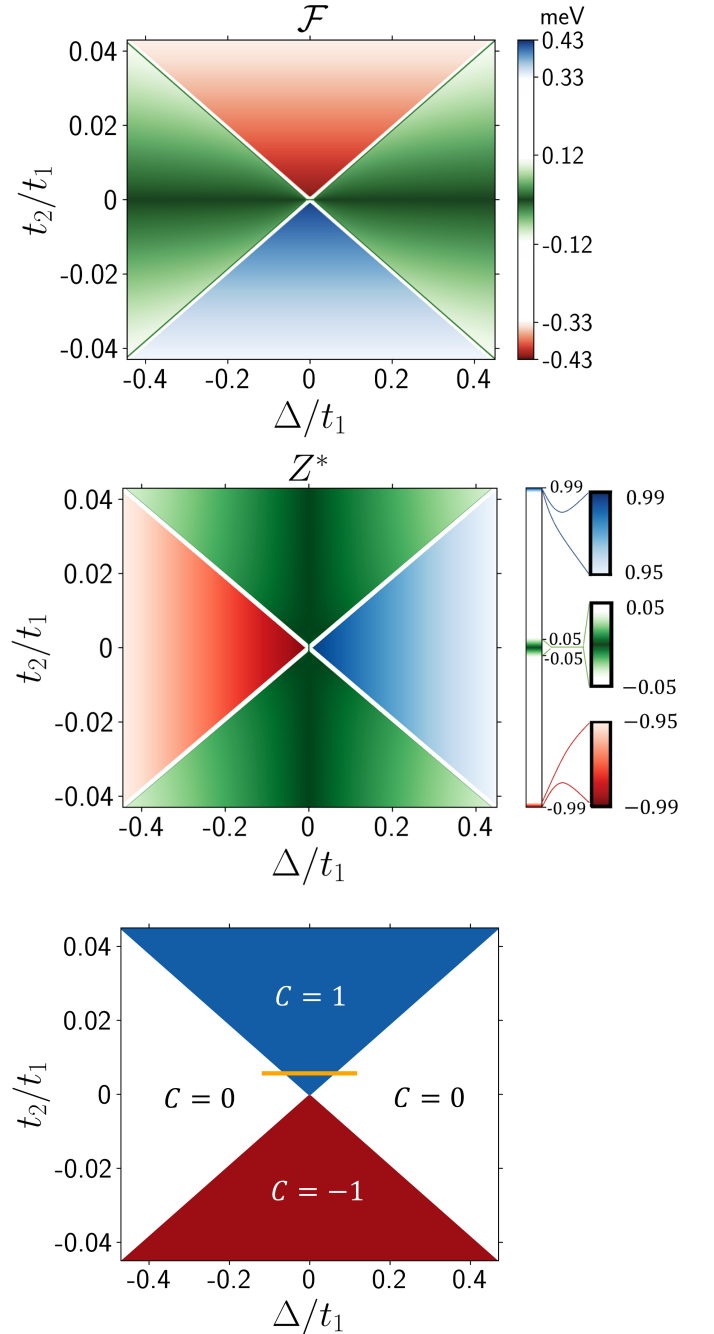 𝓕
meV
0.04
0.02
0
-0.02
-0.04
t₂/t₁
-0.4 -0.2 0 0.2 0.4
Δ/t₁
0.43
0.33
0.12
-0.12
-0.33
-0.43
Z*
0.04
0.02
0
-0.02
-0.04
t₂/t₁
-0.4 -0.2 0 0.2 0.4
Δ/t₁
0.99
0.05
-0.05
-0.99
0.99
0.95
0.05
−0.05
−0.95
−0.99
0.04
0.02
0
-0.02
-0.04
t₂/t₁
C = 1
C = 0
C = 0
C = −1
-0.4 -0.2 0 0.2 0.4
Δ/t₁